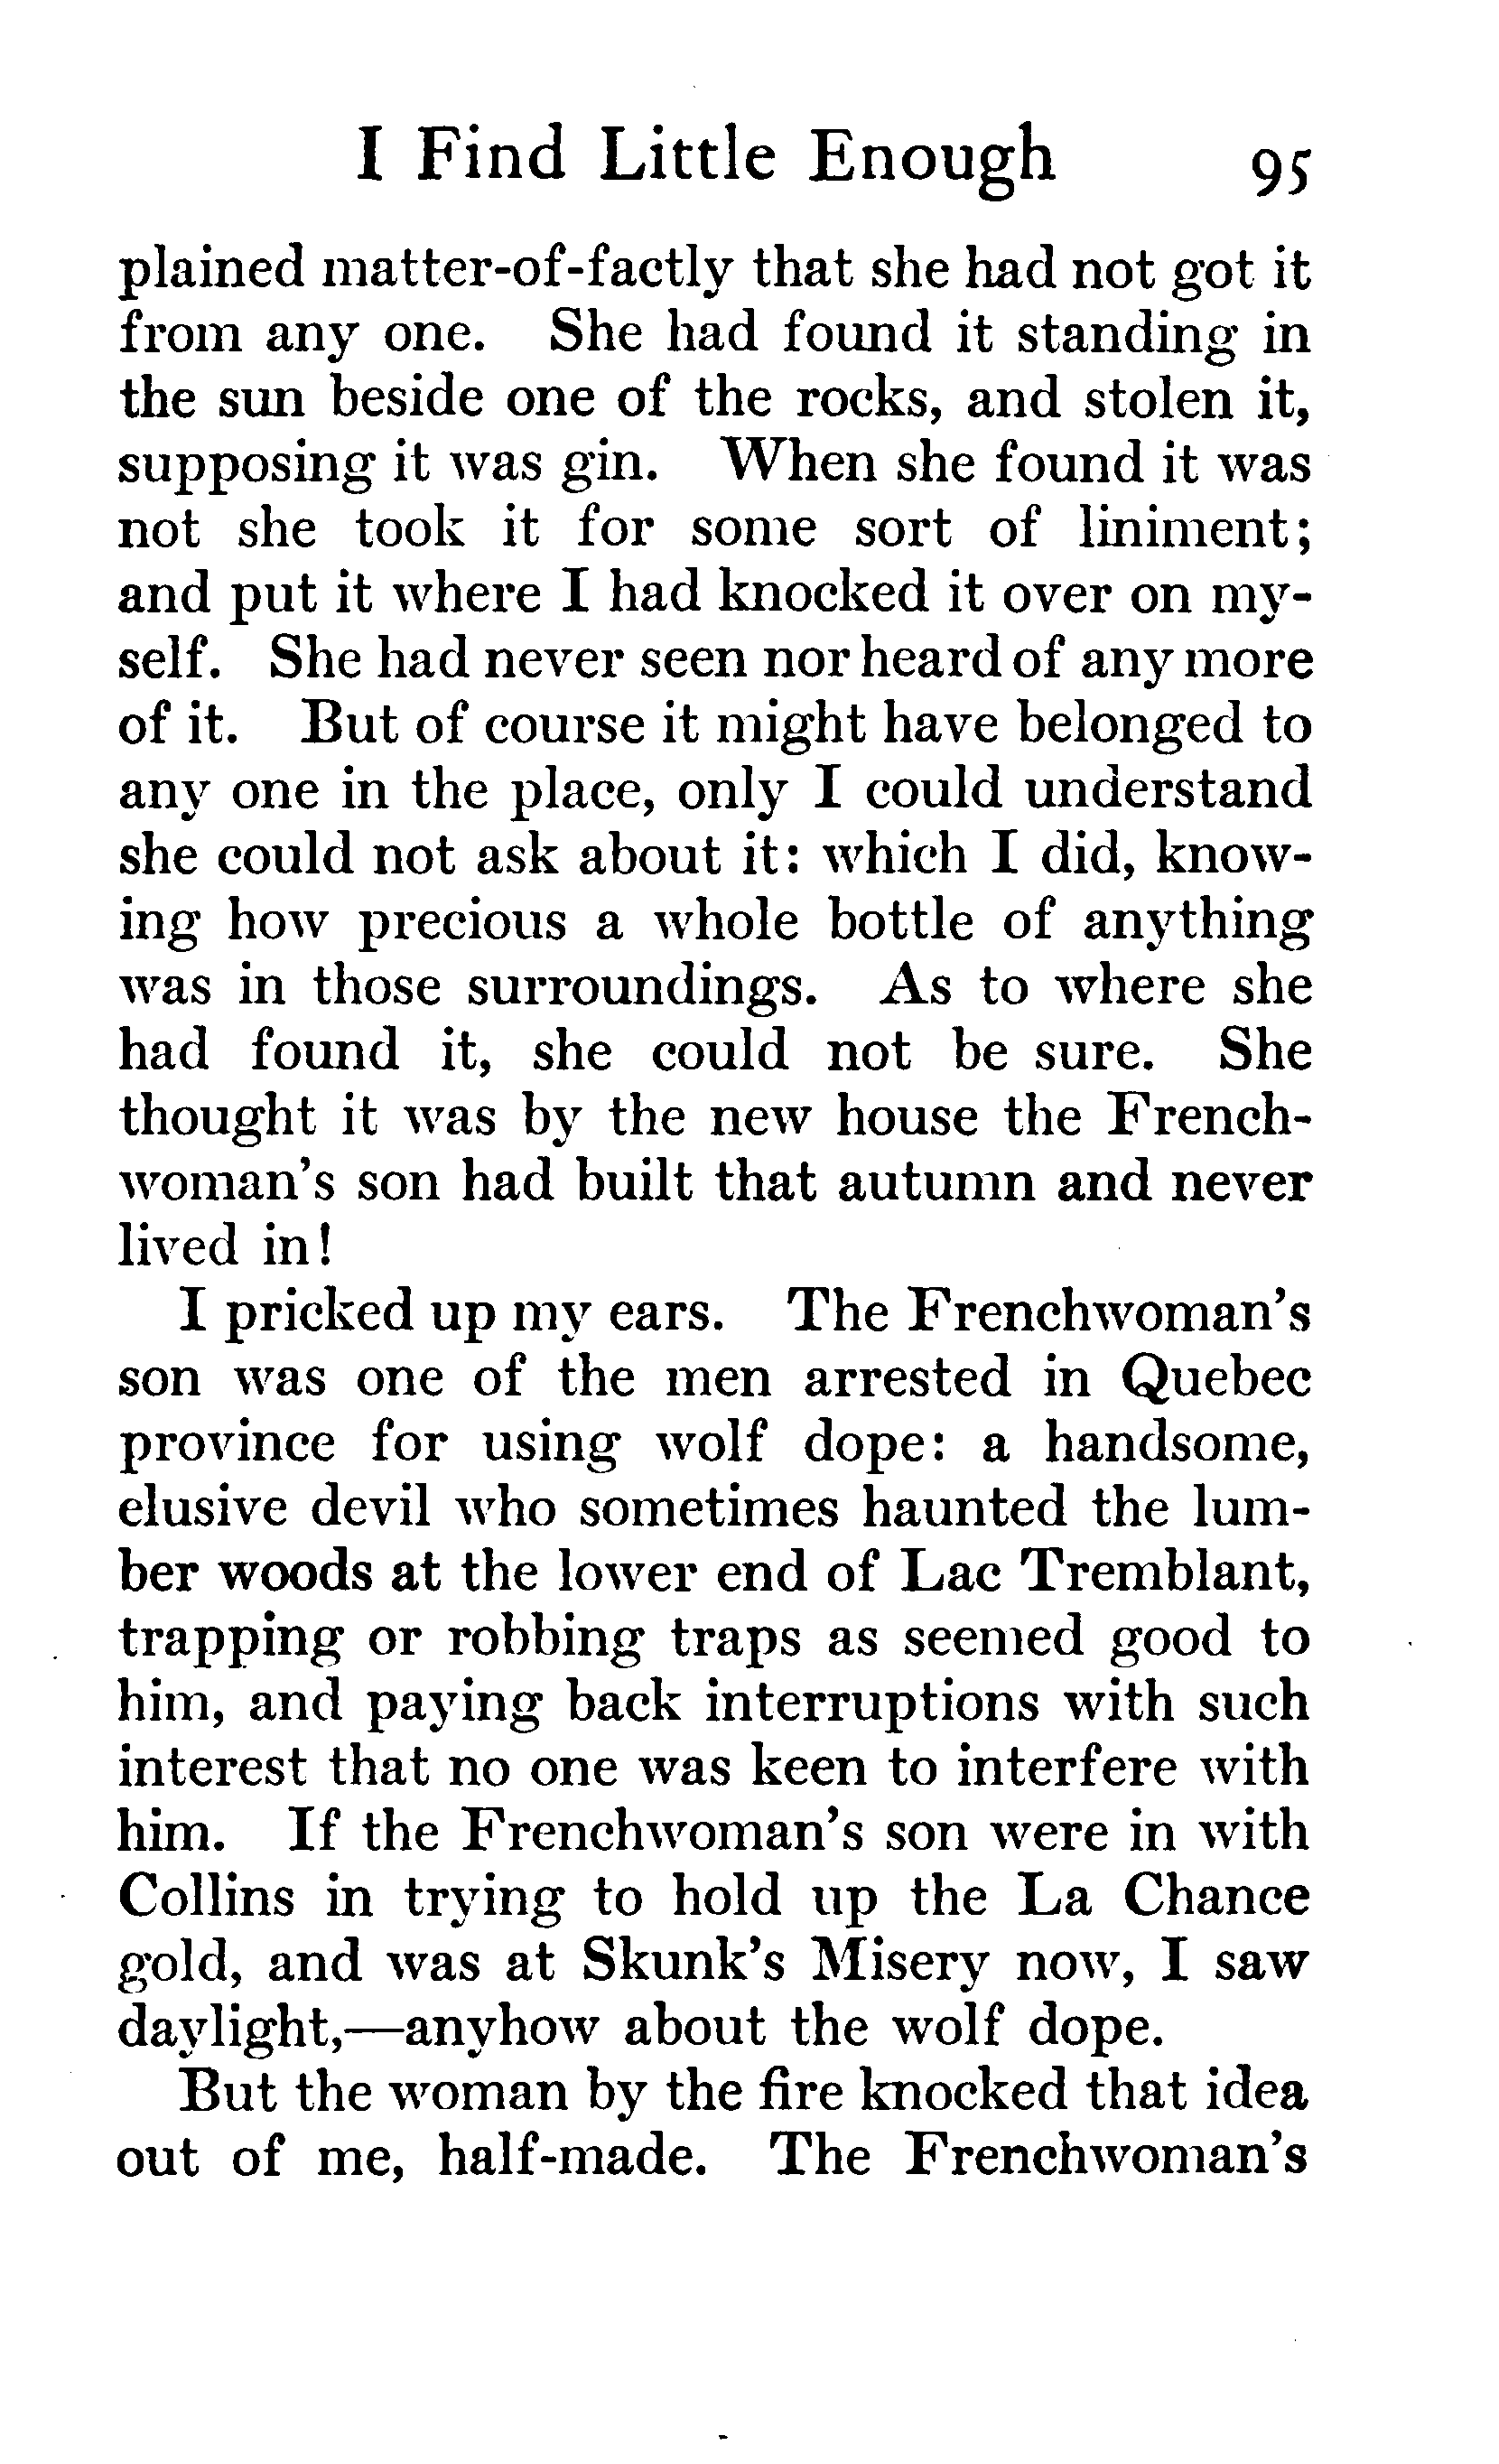 I Find Little Enough 95
plained matter-of-factly that she had not got it
from any one. She had found it standing in
the sun beside one of the rocks, and stolen it,
supposing it was gin. When she found it was
not she took it for some sort of liniment;
and put it where I had knocked it over on my-
self. She had never seen nor heard of any more
of it. But of course it might have belonged to
any one in the place, only I could understand
she could not ask about it: which I did, know-
ing how precious a whole bottle of anything
was in those surroundings. As to where she
had found it, she could not be sure. She
thought it was by the new house the French-
woman's son had built that autumn and never
lived in!
I pricked up my ears. The Frenchwoman's
son was one of the men arrested in Quebec
province for using wolf dope: a handsome,
elusive devil who sometimes haunted the lum-
ber woods at the lower end of Lac Tremblant,
trapping or robbing traps as seemed good to
him, and paying back interruptions with such
interest that no one was keen to interfere with
him. If the Frenchwoman's son were in with
Collins in trying to hold up the La Chance
gold, and was at Skunk's Misery now, I saw
daylight,—anyhow about the wolf dope.
But the woman by the fire knocked that idea
out of me, half-made. The Frenchwoman's